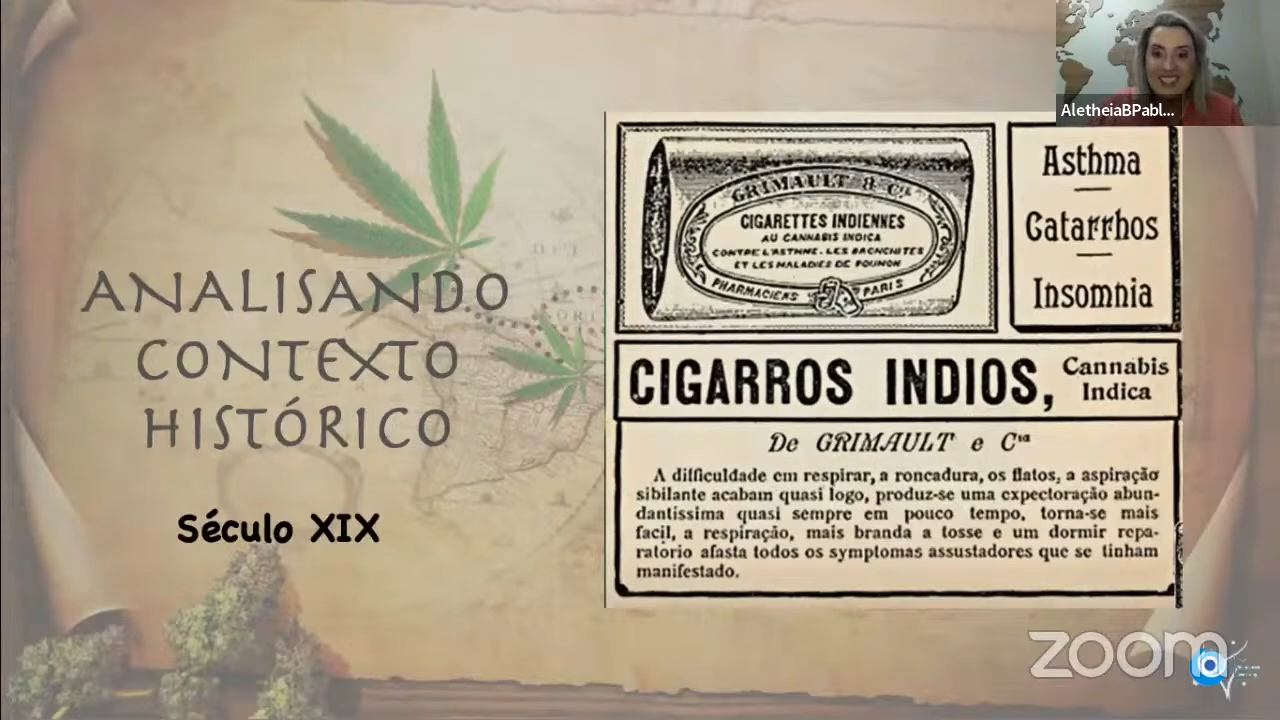 AletheiaBPabl...
ANALISANDO
CONTEXTO
HISTÓRICO
Século XIX
GRIMAULT & Cie
CIGARETTES INDIENNES
AU CANNABIS INDICA
CONTRE L'ASTHME, LES BRONCHITES
ET LES MALADIES DE POUMON
PHARMACIENS PARIS
Asthma
Catarrhos
Insomnia
CIGARROS INDIOS,
Cannabis
Indica
De GRIMAULT e Cia
A difficuldade em respirar, a roncadura, os flatos, a aspiração
sibilante acabam quasi logo, produz-se uma expectoração abun-
dantissima quasi sempre em pouco tempo, torna-se mais
facil, a respiração, mais branda a tosse e um dormir repa-
ratorio afasta todos os symptomas assustadores que se tinham
manifestado.
zoom